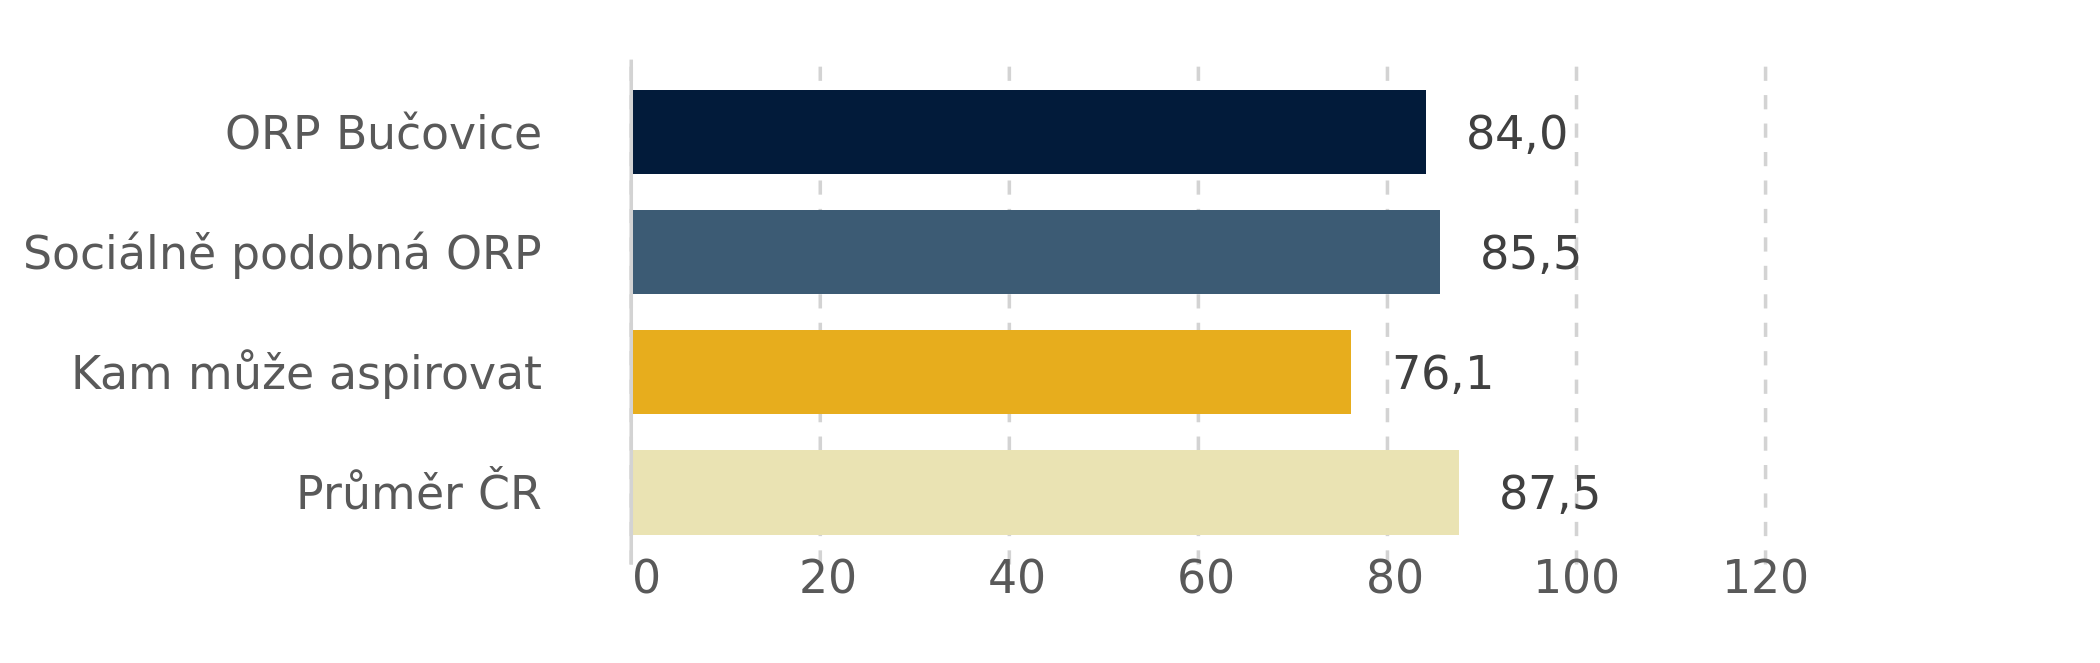 ORP Bučovice 84,0
Sociálně podobná ORP 85,5
Kam může aspirovat 76,1
Průměr ČR 87,5
0 20 40 60 80 100 120